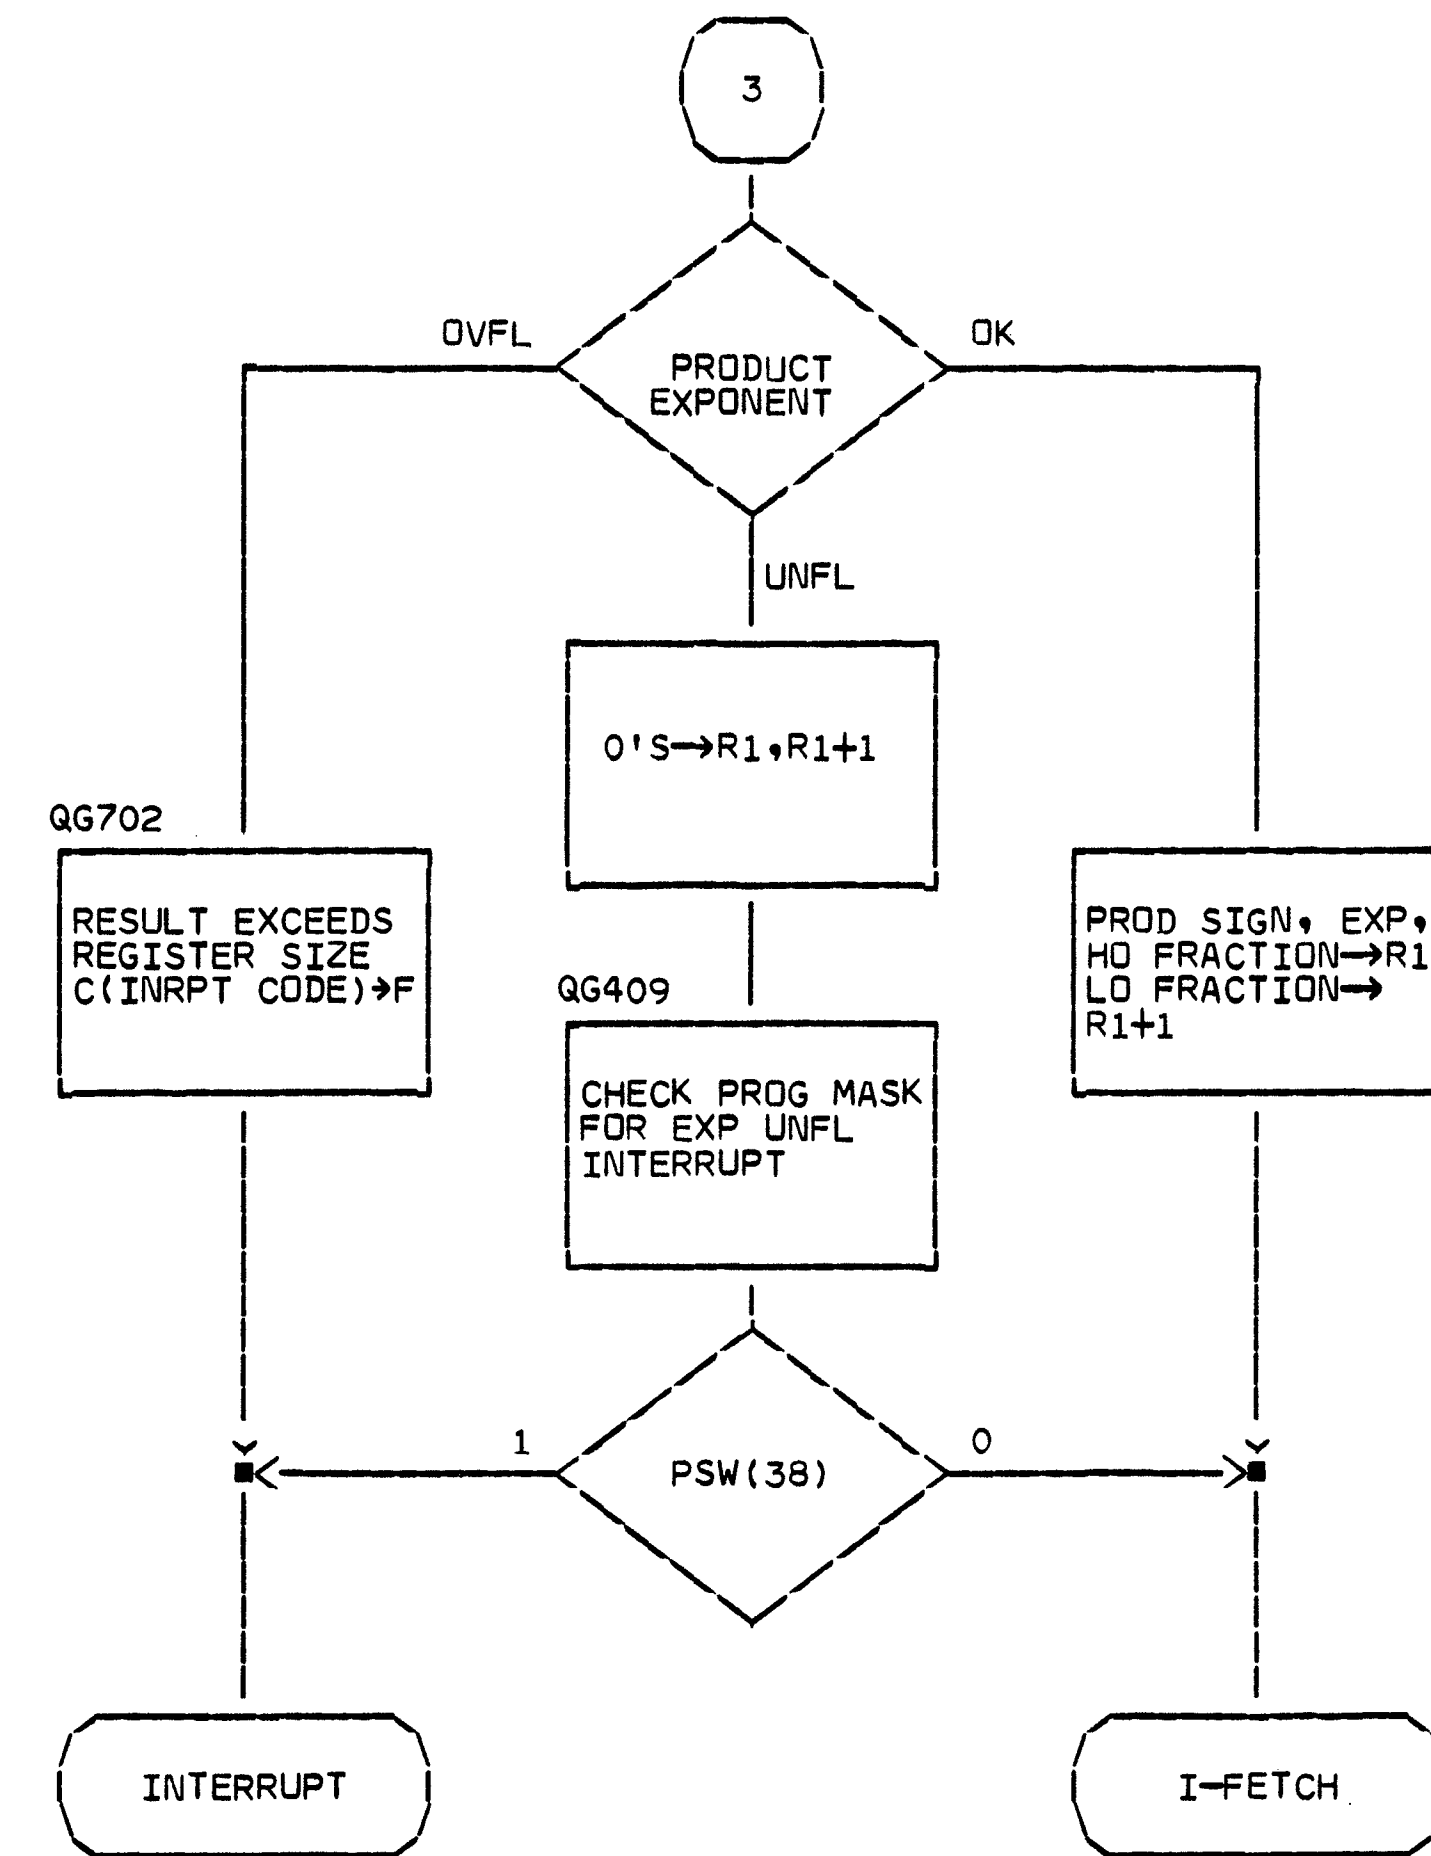 3
OVFL
OK
PRODUCT
EXPONENT
UNFL
0'S→R1,R1+1
QG702
RESULT EXCEEDS
REGISTER SIZE
C(INRPT CODE)→F
PROD SIGN, EXP,
HO FRACTION→R1
LO FRACTION→
R1+1
QG409
CHECK PROG MASK
FOR EXP UNFL
INTERRUPT
1
0
PSW(38)
INTERRUPT
I-FETCH